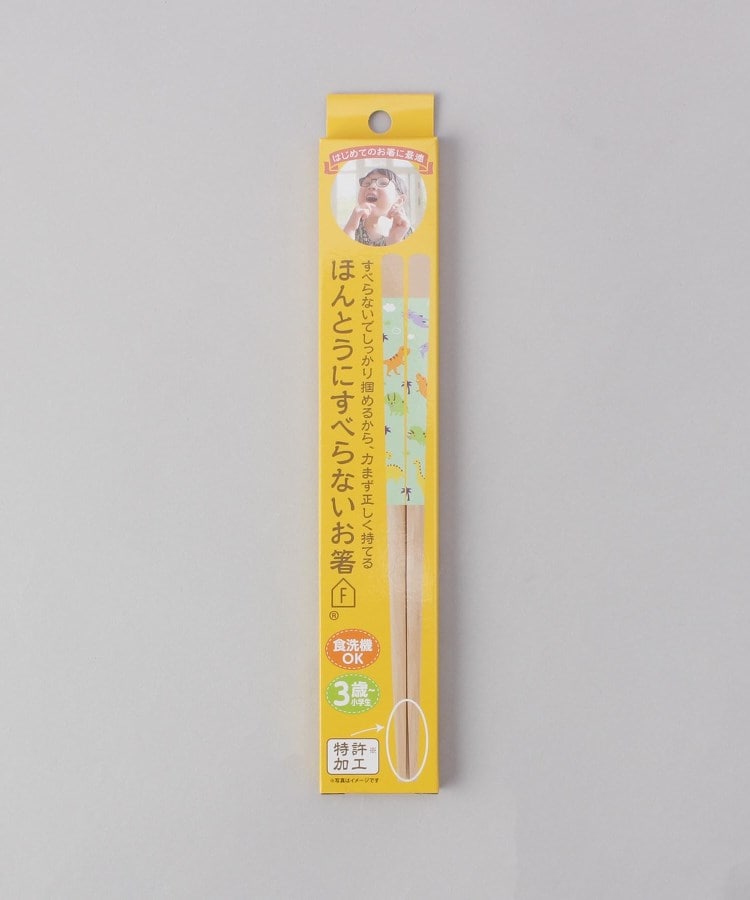 はじめてのお箸に最適
すべらないでしっかり掴めるから、力まず正しく持てる
ほんとうにすべらないお箸
F
®
食洗機
OK
3歳~
小学生
特許※
加工
※写真はイメージです